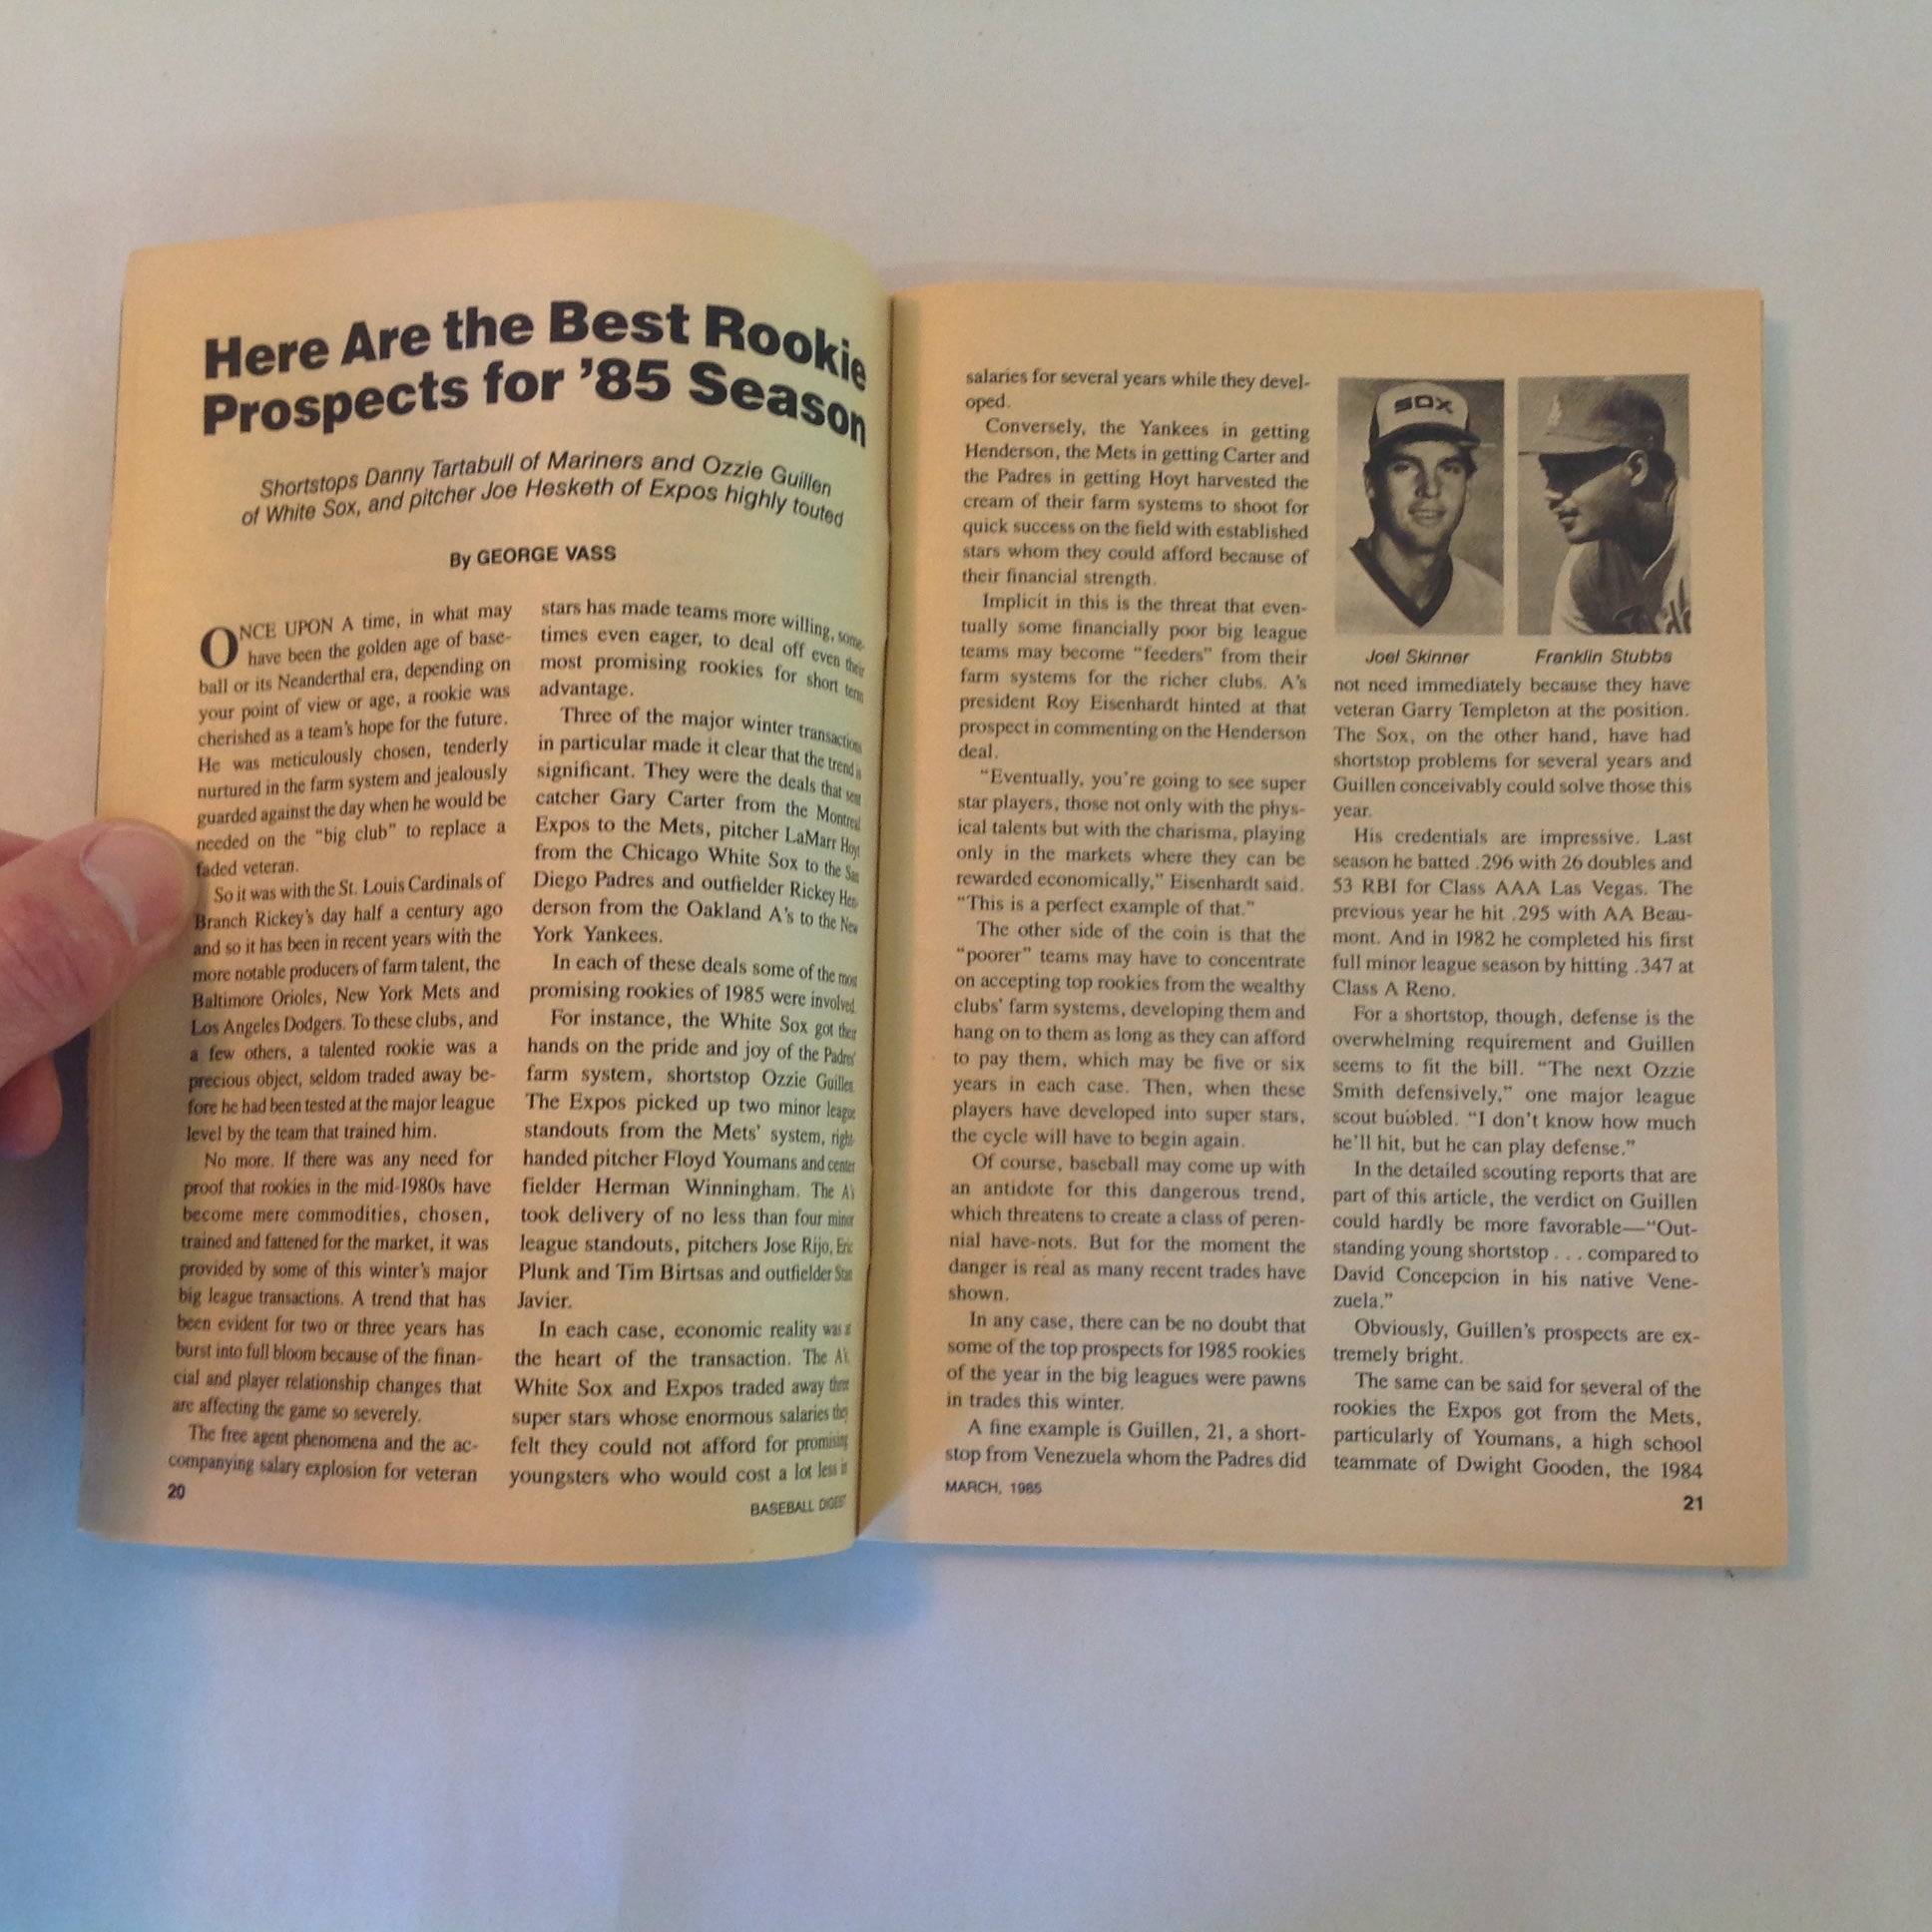 Here Are the Best Rookie
Prospects for '85 Season
Shortstops Danny Tartabull of Mariners and Ozzie Guillen
of White Sox, and pitcher Joe Hesketh of Expos highly touted
By GEORGE VASS
ONCE UPON A time, in what may
have been the golden age of base-
ball or its Neanderthal era, depending on
your point of view or age, a rookie was
cherished as a team's hope for the future.
He was meticulously chosen, tenderly
nurtured in the farm system and jealously
guarded against the day when he would be
needed on the "big club" to replace a
faded veteran.
So it was with the St. Louis Cardinals of
Branch Rickey's day half a century ago
and so it has been in recent years with the
more notable producers of farm talent, the
Baltimore Orioles, New York Mets and
Los Angeles Dodgers. To these clubs, and
a few others, a talented rookie was a
precious object, seldom traded away be-
fore he had been tested at the major league
level by the team that trained him.
No more. If there was any need for
proof that rookies in the mid-1980s have
become mere commodities, chosen,
trained and fattened for the market, it was
provided by some of this winter's major
big league transactions. A trend that has
been evident for two or three years has
burst into full bloom because of the finan-
cial and player relationship changes that
are affecting the game so severely.
The free agent phenomena and the ac-
companying salary explosion for veteran
20
stars has made teams more willing, some-
times even eager, to deal off even their
most promising rookies for short term
advantage.
Three of the major winter transactions
in particular made it clear that the trend is
significant. They were the deals that sent
catcher Gary Carter from the Montreal
Expos to the Mets, pitcher LaMarr Hoyt
from the Chicago White Sox to the San
Diego Padres and outfielder Rickey Hen-
derson from the Oakland A's to the New
York Yankees.
In each of these deals some of the most
promising rookies of 1985 were involved.
For instance, the White Sox got their
hands on the pride and joy of the Padres'
farm system, shortstop Ozzie Guillen.
The Expos picked up two minor league
standouts from the Mets' system, right-
handed pitcher Floyd Youmans and center
fielder Herman Winningham. The A's
took delivery of no less than four minor
league standouts, pitchers Jose Rijo, Eric
Plunk and Tim Birtsas and outfielder Stan
Javier.
In each case, economic reality was at
the heart of the transaction. The A's,
White Sox and Expos traded away three
super stars whose enormous salaries they
felt they could not afford for promising
youngsters who would cost a lot less in
BASEBALL DIGEST
salaries for several years while they devel-
oped.
Conversely, the Yankees in getting
Henderson, the Mets in getting Carter and
the Padres in getting Hoyt harvested the
cream of their farm systems to shoot for
quick success on the field with established
stars whom they could afford because of
their financial strength.
Implicit in this is the threat that even-
tually some financially poor big league
teams may become "feeders" from their
farm systems for the richer clubs. A's
president Roy Eisenhardt hinted at that
prospect in commenting on the Henderson
deal.
"Eventually, you're going to see super
star players, those not only with the phys-
ical talents but with the charisma, playing
only in the markets where they can be
rewarded economically," Eisenhardt said.
"This is a perfect example of that."
The other side of the coin is that the
"poorer" teams may have to concentrate
on accepting top rookies from the wealthy
clubs' farm systems, developing them and
hang on to them as long as they can afford
to pay them, which may be five or six
years in each case. Then, when these
players have developed into super stars,
the cycle will have to begin again.
Of course, baseball may come up with
an antidote for this dangerous trend,
which threatens to create a class of peren-
nial have-nots. But for the moment the
danger is real as many recent trades have
shown.
In any case, there can be no doubt that
some of the top prospects for 1985 rookies
of the year in the big leagues were pawns
in trades this winter.
A fine example is Guillen, 21, a short-
stop from Venezuela whom the Padres did
MARCH, 1985
SOX
Joel Skinner
Franklin Stubbs
not need immediately because they have
veteran Garry Templeton at the position.
The Sox, on the other hand, have had
shortstop problems for several years and
Guillen conceivably could solve those this
year.
His credentials are impressive. Last
season he batted .296 with 26 doubles and
53 RBI for Class AAA Las Vegas. The
previous year he hit .295 with AA Beau-
mont. And in 1982 he completed his first
full minor league season by hitting .347 at
Class A Reno.
For a shortstop, though, defense is the
overwhelming requirement and Guillen
seems to fit the bill. "The next Ozzie
Smith defensively," one major league
scout bubbled. "I don't know how much
he'll hit, but he can play defense."
In the detailed scouting reports that are
part of this article, the verdict on Guillen
could hardly be more favorable—"Out-
standing young shortstop . . . compared to
David Concepcion in his native Vene-
zuela."
Obviously, Guillen's prospects are ex-
tremely bright.
The same can be said for several of the
rookies the Expos got from the Mets,
particularly of Youmans, a high school
teammate of Dwight Gooden, the 1984
21